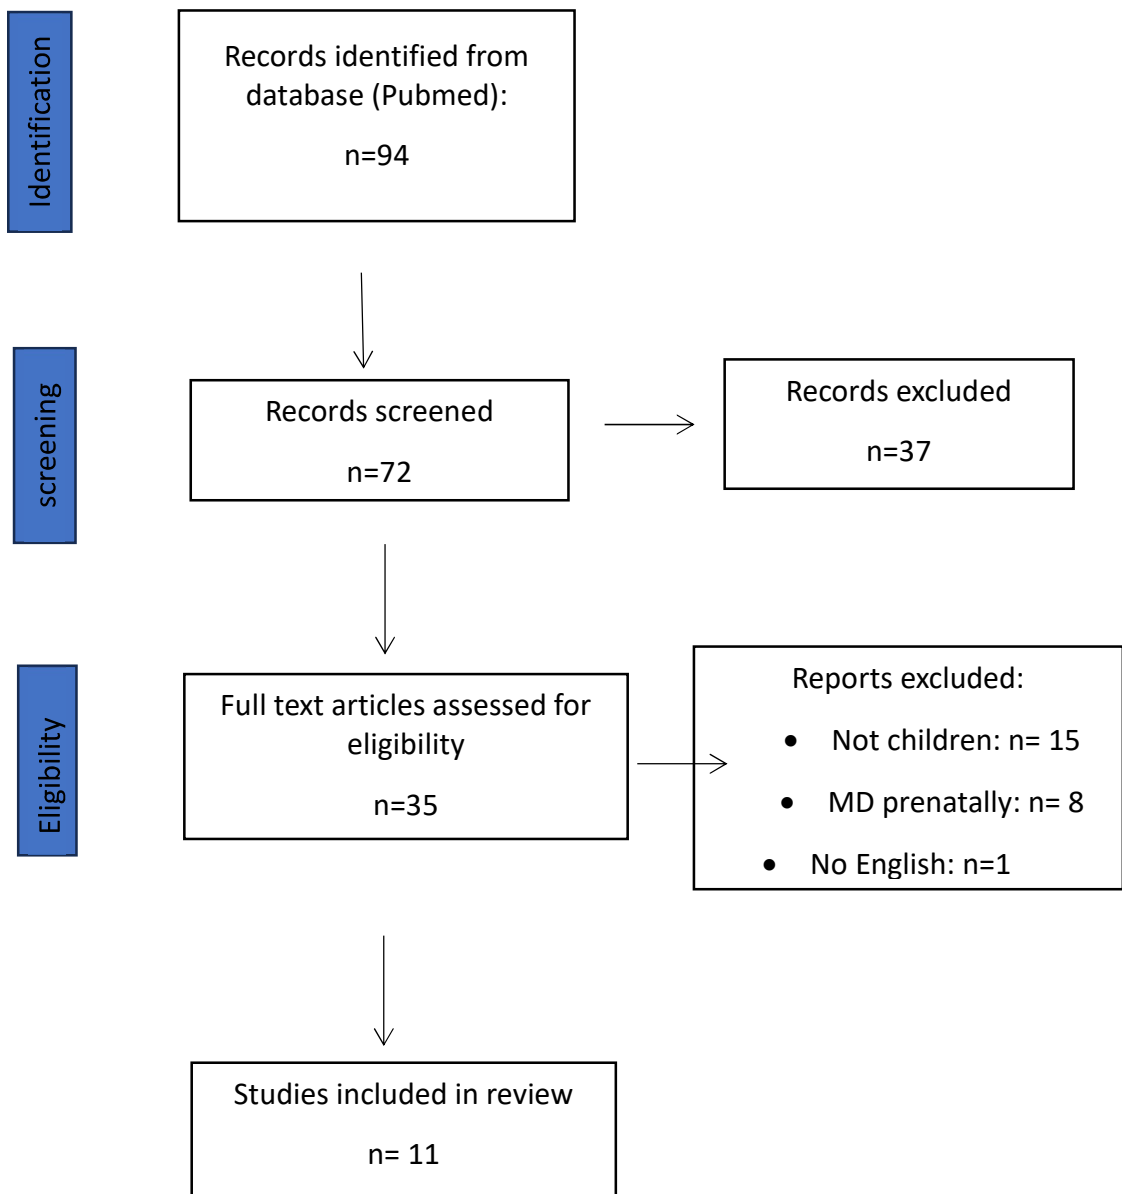 Identification
Records identified from
database (Pubmed):
n=94
screening
Records screened
n=72
Records excluded
n=37
Eligibility
Full text articles assessed for
eligibility
n=35
Reports excluded:
• Not children: n= 15
• MD prenatally: n= 8
• No English: n=1
Studies included in review
n= 11